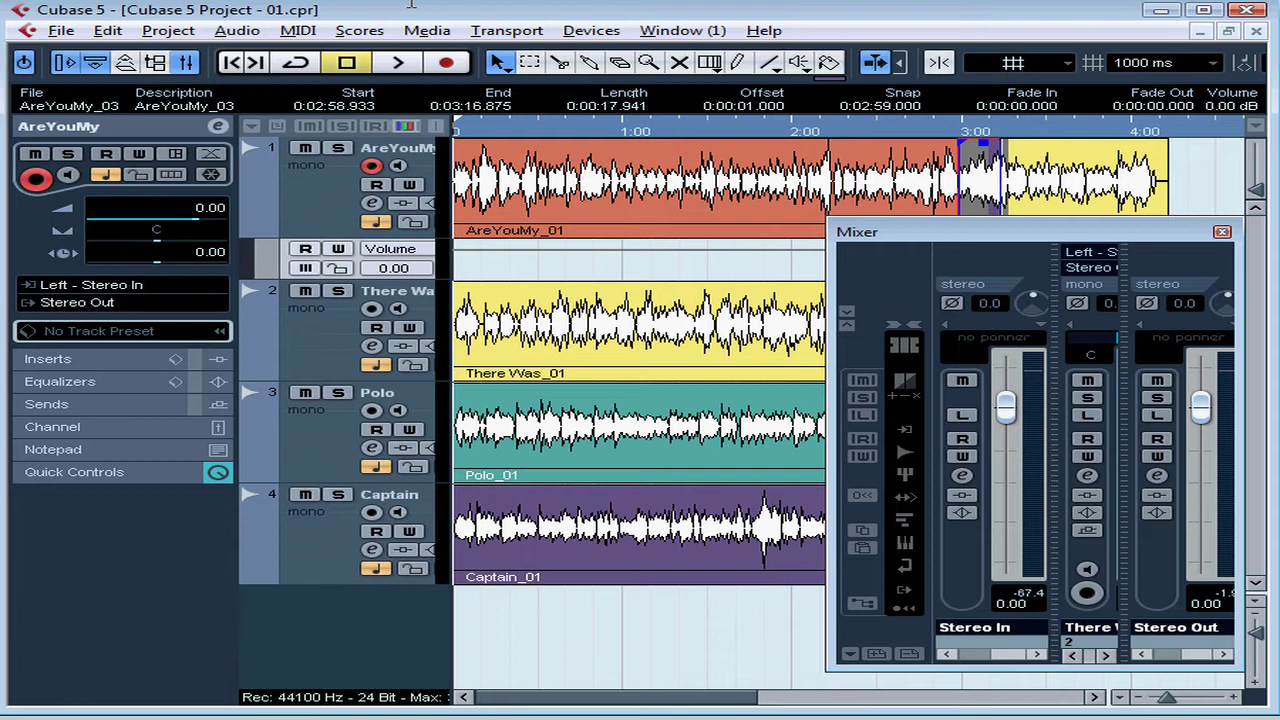 Cubase 5 - [Cubase 5 Project - 01.cpr]
File Edit Project Audio MIDI Scores Media Transport Devices Window (1) Help
1000 ms
File Description Start End Length Offset Snap Fade In Fade Out Volume
AreYouMy_03 AreYouMy_03 0:02:58.933 0:03:16.875 0:00:17.941 0:00:01.000 0:02:59.000 0:00:00.000 0:00:00.000 0.00 dB
AreYouMy e
M S R W
0.00
C
0.00
Left - Stereo In
Stereo Out
No Track Preset
Inserts
Equalizers
Sends
Channel
Notepad
Quick Controls
M S R
0 1:00 2:00 3:00 4:00
1 M S AreYouMy
mono
R W
e
AreYouMy_01
R W Volume
0.00
2 M S There Wa
mono
R W
e
There Was_01
3 M S Polo
mono
R W
e
Polo_01
4 M S Captain
mono
R W
e
Captain_01
Mixer
Left - S
Stereo
stereo mono stereo
0.0 0. 0.0
no panner no panner
C
M M M
S S
L L L
R R R
W W W
e e e
-67.4 -1.9
0.00 0.00
Stereo In There Stereo Out
2
Rec: 44100 Hz - 24 Bit - Max: